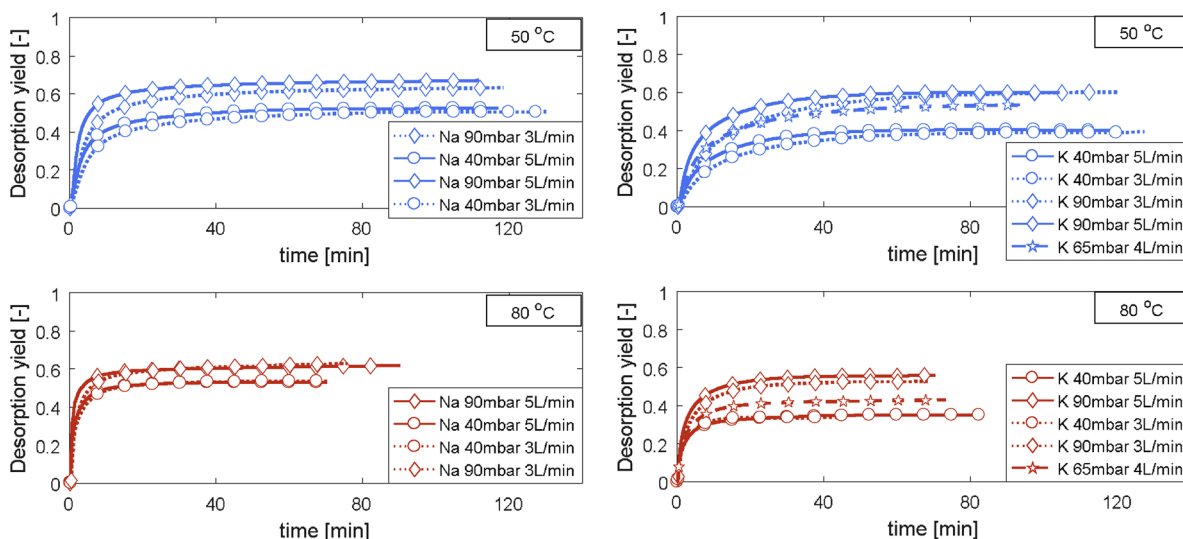 50 °C
Desorption yield [-]
1
0.8
0.6
0.4
0.2
0
0
40
80
120
time [min]
Na 90mbar 3L/min
Na 40mbar 5L/min
Na 90mbar 5L/min
Na 40mbar 3L/min
50 °C
Desorption yield [-]
1
0.8
0.6
0.4
0.2
0
0
40
80
time [min]
K 40mbar 5L/min
K 40mbar 3L/min
K 90mbar 3L/min
K 90mbar 5L/min
K 65mbar 4L/min
80 °C
Desorption yield [-]
1
0.8
0.6
0.4
0.2
0
0
40
80
120
time [min]
Na 90mbar 5L/min
Na 40mbar 5L/min
Na 40mbar 3L/min
Na 90mbar 3L/min
80 °C
Desorption yield [-]
1
0.8
0.6
0.4
0.2
0
0
40
80
120
time [min]
K 40mbar 5L/min
K 90mbar 5L/min
K 40mbar 3L/min
K 90mbar 3L/min
K 65mbar 4L/min